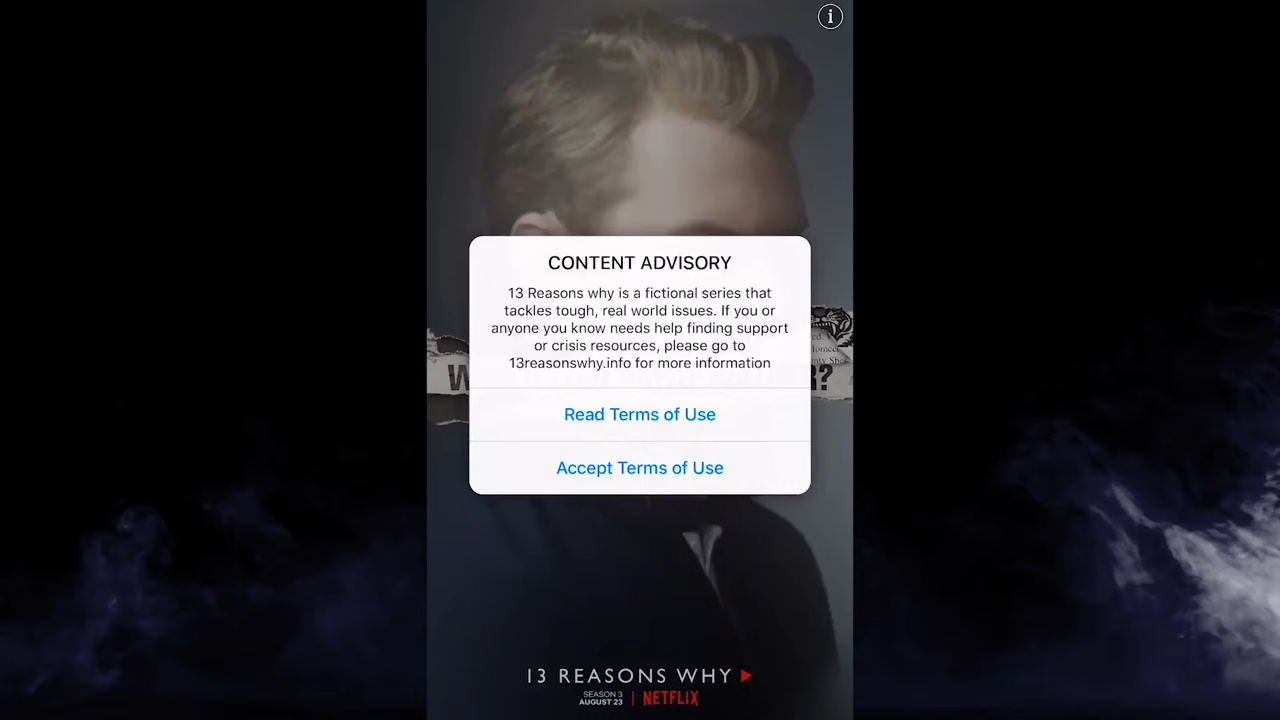 i
CONTENT ADVISORY
13 Reasons why is a fictional series that
tackles tough, real world issues. If you or
anyone you know needs help finding support
or crisis resources, please go to
13reasonswhy.info for more information
Read Terms of Use
Accept Terms of Use
13 REASONS WHY
SEASON 3
AUGUST 23
NETFLIX